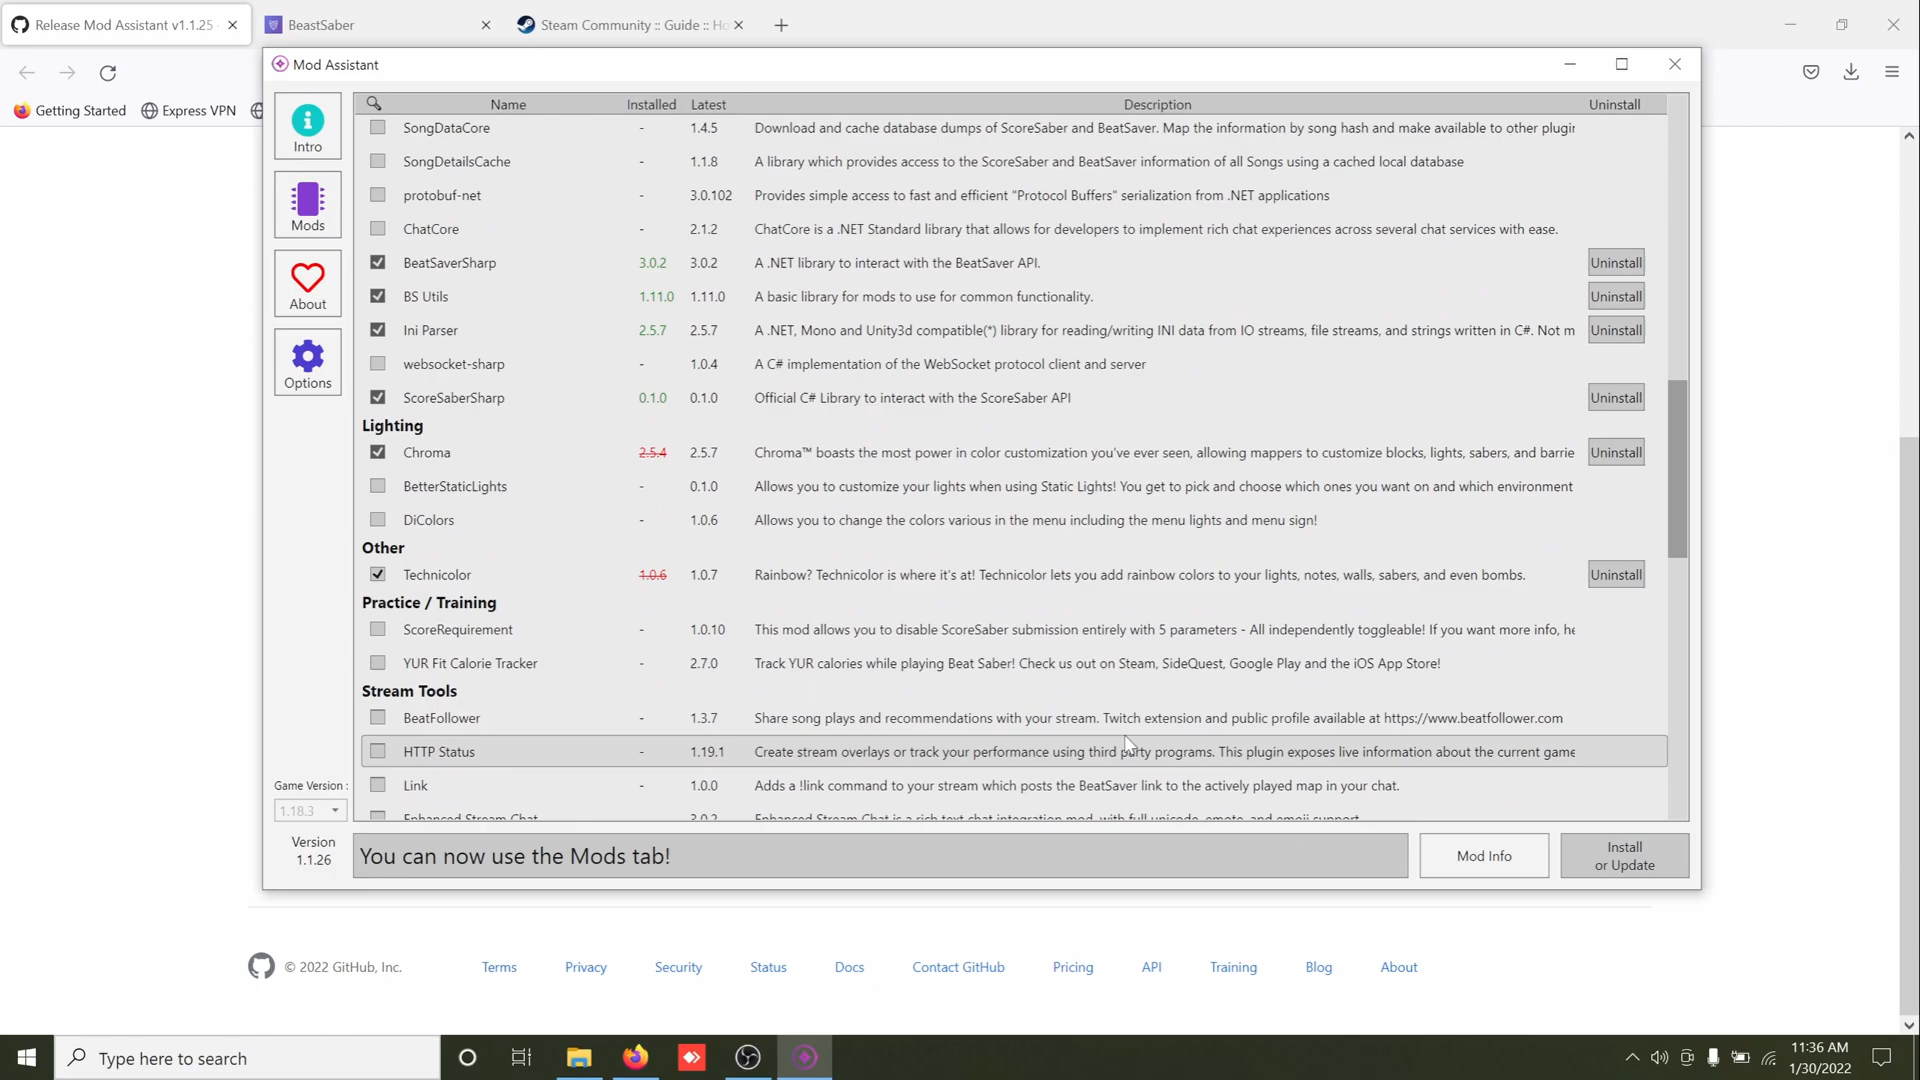 Release Mod Assistant v1.1.25
BeastSaber
Steam Community :: Guide :: Ho
Getting Started
Express VPN
Mod Assistant
Intro
Mods
About
Options
Game Version :
1.18.3
Version
1.1.26
Name Installed Latest Description Uninstall
SongDataCore - 1.4.5 Download and cache database dumps of ScoreSaber and BeatSaver. Map the information by song hash and make available to other plugin
SongDetailsCache - 1.1.8 A library which provides access to the ScoreSaber and BeatSaver information of all Songs using a cached local database
protobuf-net - 3.0.102 Provides simple access to fast and efficient "Protocol Buffers" serialization from .NET applications
ChatCore - 2.1.2 ChatCore is a .NET Standard library that allows for developers to implement rich chat experiences across several chat services with ease.
BeatSaverSharp 3.0.2 3.0.2 A .NET library to interact with the BeatSaver API. Uninstall
BS Utils 1.11.0 1.11.0 A basic library for mods to use for common functionality. Uninstall
Ini Parser 2.5.7 2.5.7 A .NET, Mono and Unity3d compatible(*) library for reading/writing INI data from IO streams, file streams, and strings written in C#. Not m Uninstall
websocket-sharp - 1.0.4 A C# implementation of the WebSocket protocol client and server
ScoreSaberSharp 0.1.0 0.1.0 Official C# Library to interact with the ScoreSaber API Uninstall
Lighting
Chroma 2.5.4 2.5.7 Chroma™ boasts the most power in color customization you've ever seen, allowing mappers to customize blocks, lights, sabers, and barrie Uninstall
BetterStaticLights - 0.1.0 Allows you to customize your lights when using Static Lights! You get to pick and choose which ones you want on and which environment
DiColors - 1.0.6 Allows you to change the colors various in the menu including the menu lights and menu sign!
Other
Technicolor 1.0.6 1.0.7 Rainbow? Technicolor is where it's at! Technicolor lets you add rainbow colors to your lights, notes, walls, sabers, and even bombs. Uninstall
Practice / Training
ScoreRequirement - 1.0.10 This mod allows you to disable ScoreSaber submission entirely with 5 parameters - All independently toggleable! If you want more info, he
YUR Fit Calorie Tracker - 2.7.0 Track YUR calories while playing Beat Saber! Check us out on Steam, SideQuest, Google Play and the iOS App Store!
Stream Tools
BeatFollower - 1.3.7 Share song plays and recommendations with your stream. Twitch extension and public profile available at https://www.beatfollower.com
HTTP Status - 1.19.1 Create stream overlays or track your performance using third party programs. This plugin exposes live information about the current game
Link - 1.0.0 Adds a !link command to your stream which posts the BeatSaver link to the actively played map in your chat.
Enhanced Stream Chat - 3.0.2 Enhanced Stream Chat is a rich text chat integration mod, with full unicode, emote, and emoji support.
You can now use the Mods tab!
Mod Info
Install
or Update
© 2022 GitHub, Inc. Terms Privacy Security Status Docs Contact GitHub Pricing API Training Blog About
Type here to search
11:36 AM
1/30/2022